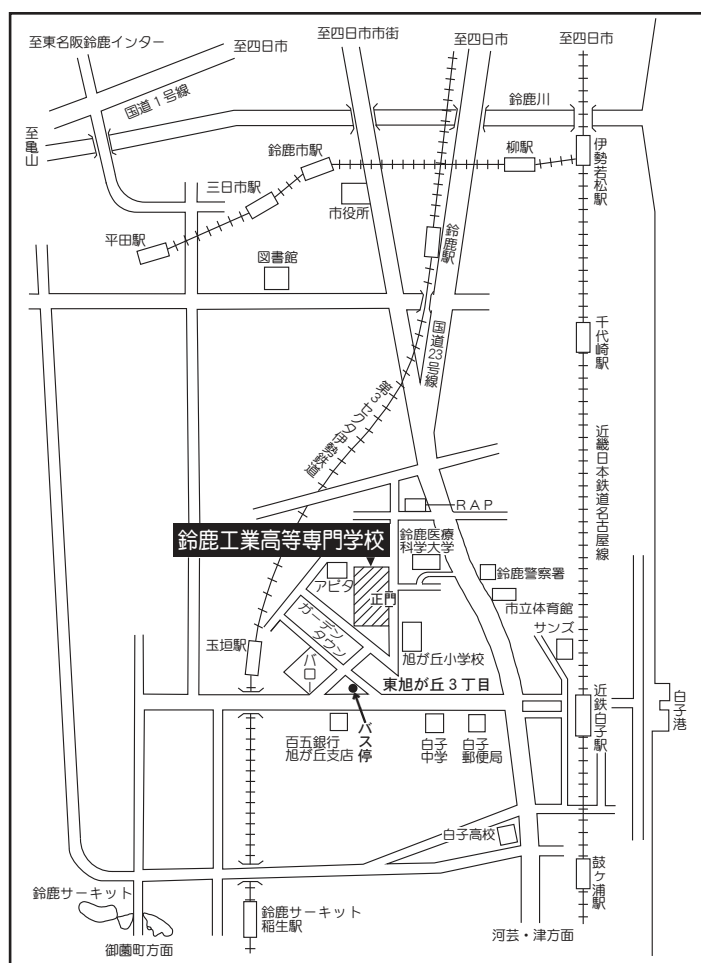 至東名阪鈴鹿インター
至四日市
至四日市市街
至四日市
至四日市
国道1号線
鈴鹿川
至亀山
鈴鹿市駅
柳駅
伊勢若松駅
三日市駅
市役所
平田駅
鈴鹿駅
図書館
国道23号線
千代崎駅
第3セクタ伊勢鉄道
近畿日本鉄道名古屋線
RAP
鈴鹿工業高等専門学校
鈴鹿医療
科学大学
アピタ
正門
鈴鹿警察署
市立体育館
ガーデン
タウン
サンズ
玉垣駅
バロー
旭が丘小学校
東旭が丘3丁目
近鉄白子駅
白子港
バス停
百五銀行
旭が丘支店
白子
中学
白子
郵便局
白子高校
鼓ヶ浦駅
鈴鹿サーキット
鈴鹿サーキット
稲生駅
御薗町方面
河芸・津方面